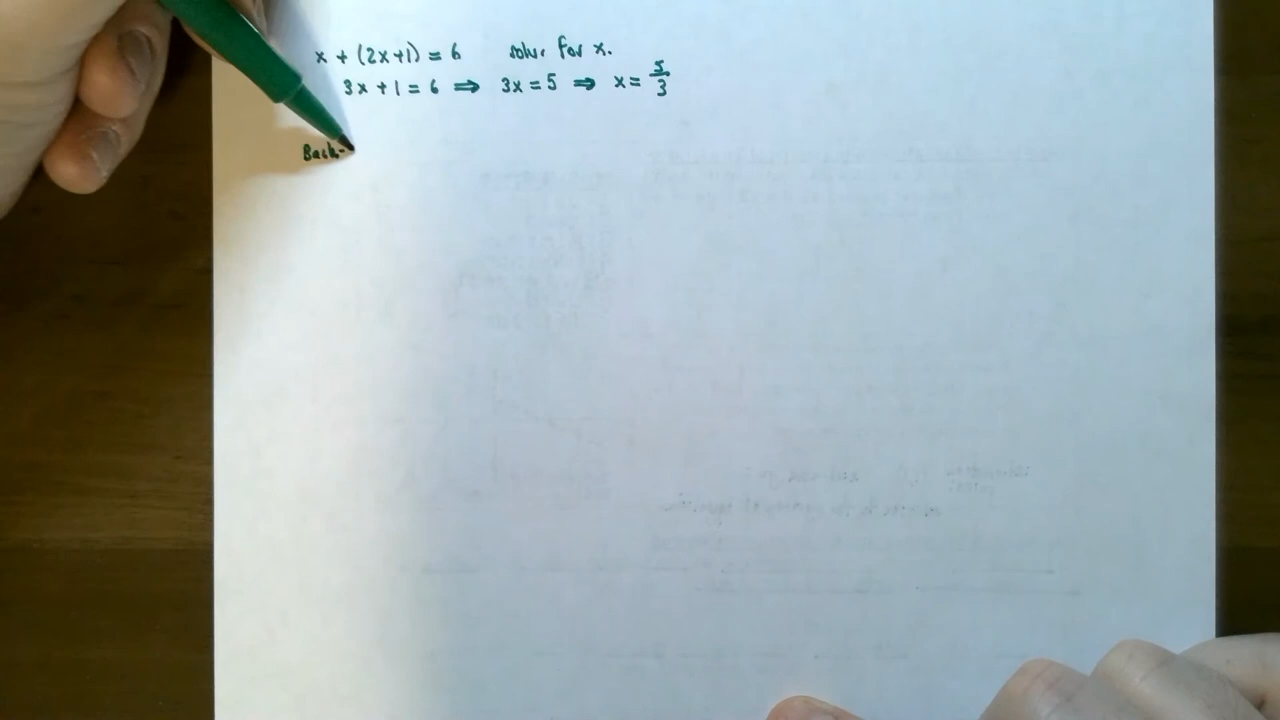 x + (2x+1) = 6 solve for x.
3x + 1 = 6 ⇒ 3x = 5 ⇒ x = 5/3
Back-